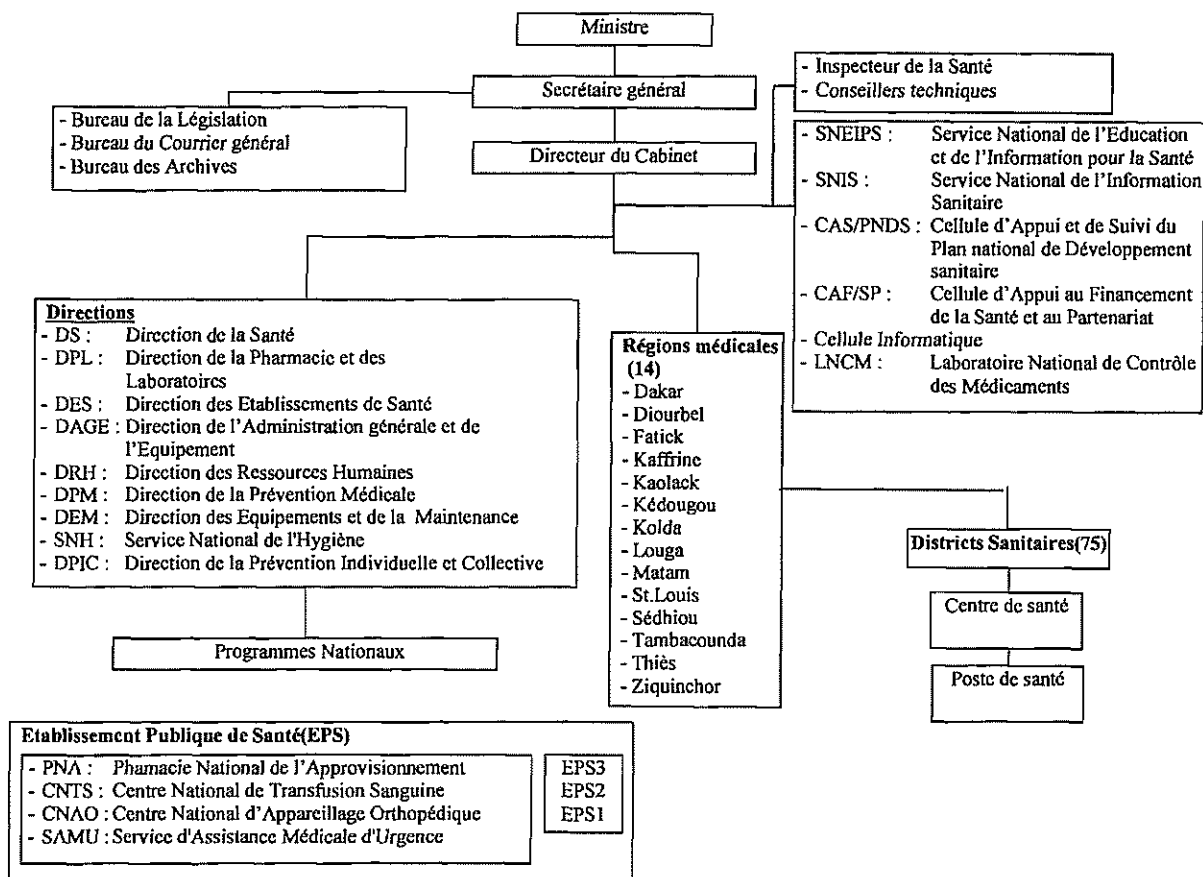 Ministre
Secrétaire général
- Inspecteur de la Santé
- Conseillers techniques
- Bureau de la Législation
- Bureau du Courrier général
- Bureau des Archives
Directeur du Cabinet
- SNEIPS : Service National de l'Education
et de l'Information pour la Santé
- SNIS : Service National de l'Information
Sanitaire
- CAS/PNDS : Cellule d'Appui et de Suivi du
Plan national de Développement
sanitaire
- CAF/SP : Cellule d'Appui au Financement
de la Santé et au Partenariat
- Cellule Informatique
- LNCM : Laboratoire National de Contrôle
des Médicaments
Directions
- DS : Direction de la Santé
- DPL : Direction de la Pharmacie et des
Laboratoires
- DES : Direction des Etablissements de Santé
- DAGE : Direction de l'Administration générale et de
l'Equipement
- DRH : Direction des Ressources Humaines
- DPM : Direction de la Prévention Médicale
- DEM : Direction des Equipements et de la Maintenance
- SNH : Service National de l'Hygiène
- DPIC : Direction de la Prévention Individuelle et Collective
Programmes Nationaux
Régions médicales
(14)
- Dakar
- Diourbel
- Fatick
- Kaffrine
- Kaolack
- Kédougou
- Kolda
- Louga
- Matam
- St.Louis
- Sédhiou
- Tambacounda
- Thiès
- Ziquinchor
Districts Sanitaires(75)
Centre de santé
Poste de santé
Etablissement Publique de Santé(EPS)
- PNA : Phamacie National de l'Approvisionnement
- CNTS : Centre National de Transfusion Sanguine
- CNAO : Centre National d'Appareillage Orthopédique
- SAMU : Service d'Assistance Médicale d'Urgence
EPS3
EPS2
EPS1